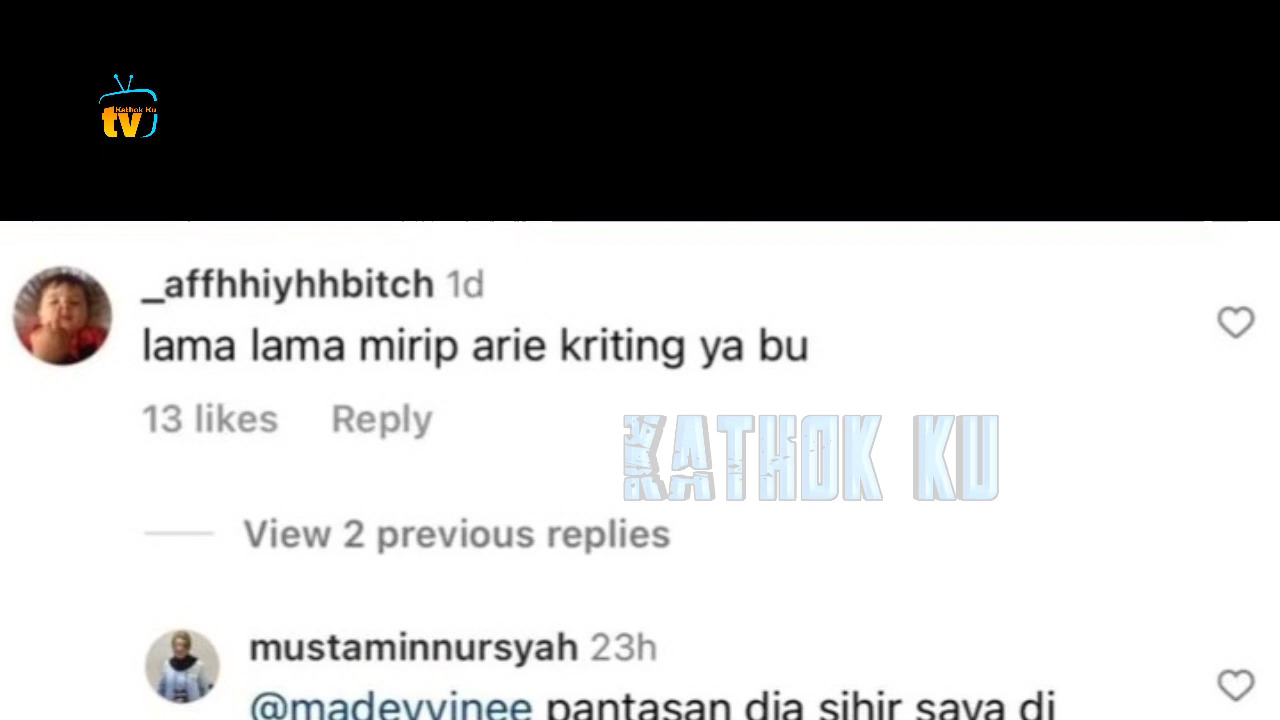 Kathok Ku
tv
_affhhiyhhbitch 1d
lama lama mirip arie kriting ya bu
13 likes Reply
KATHOK KU
View 2 previous replies
mustaminnursyah 23h
@madevvinee pantasan dia sihir saya di